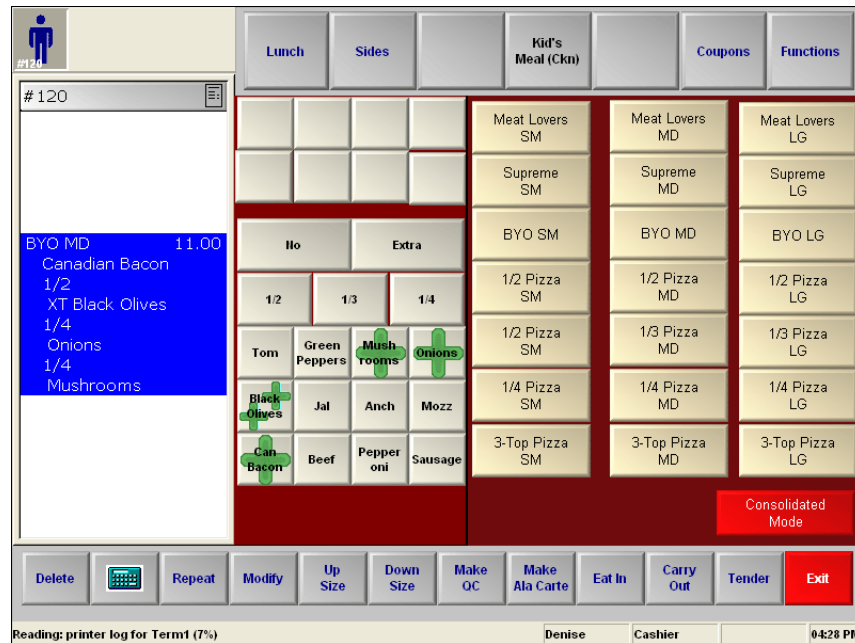 #120
Lunch
Sides
Kid's
Meal (Ckn)
Coupons
Functions
#120
BYO MD 11.00
Canadian Bacon
1/2
XT Black Olives
1/4
Onions
1/4
Mushrooms
No
Extra
1/2
1/3
1/4
Tom
Green
Peppers
Mush
rooms
Onions
Black
Olives
Jal
Anch
Mozz
Can
Bacon
Beef
Pepper
oni
Sausage
Meat Lovers
SM
Meat Lovers
MD
Meat Lovers
LG
Supreme
SM
Supreme
MD
Supreme
LG
BYO SM
BYO MD
BYO LG
1/2 Pizza
SM
1/2 Pizza
MD
1/2 Pizza
LG
1/2 Pizza
SM
1/3 Pizza
MD
1/3 Pizza
LG
1/4 Pizza
SM
1/4 Pizza
MD
1/4 Pizza
LG
3-Top Pizza
SM
3-Top Pizza
MD
3-Top Pizza
LG
Consolidated
Mode
Delete
Repeat
Modify
Up
Size
Down
Size
Make
QC
Make
Ala Carte
Eat In
Carry
Out
Tender
Exit
Reading: printer log for Term1 (7%)
Denise
Cashier
04:28 PM